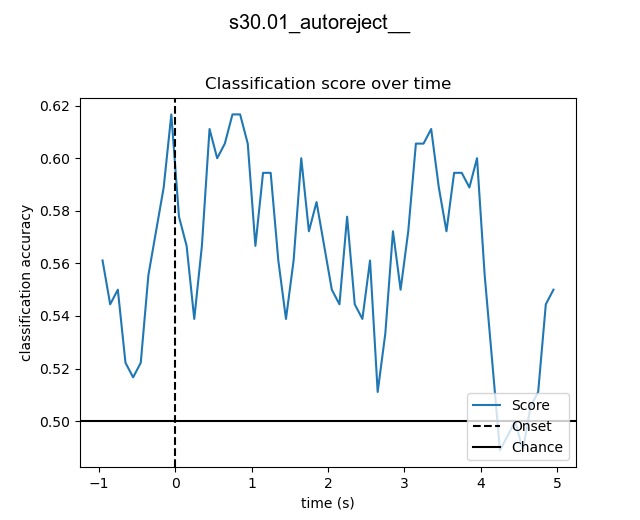 s30.01_autoreject__
Classification score over time
classification accuracy
0.62
0.60
0.58
0.56
0.54
0.52
0.50
−1
0
1
2
3
4
5
time (s)
Score
Onset
Chance